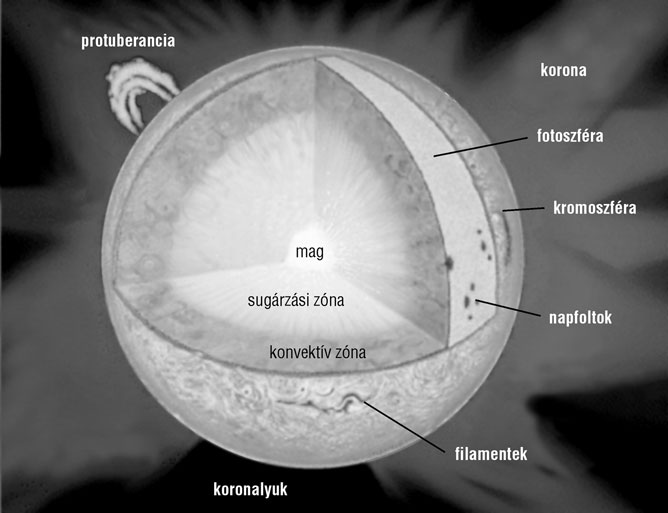 protuberancia
korona
fotoszféra
kromoszféra
mag
sugárzási zóna
napfoltok
konvektív zóna
filamentek
koronalyuk